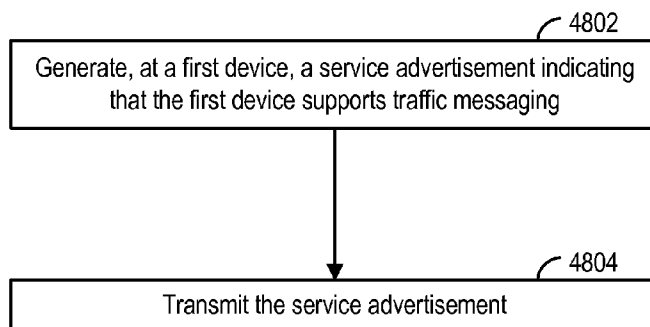 4802
Generate, at a first device, a service advertisement indicating
that the first device supports traffic messaging
4804
Transmit the service advertisement